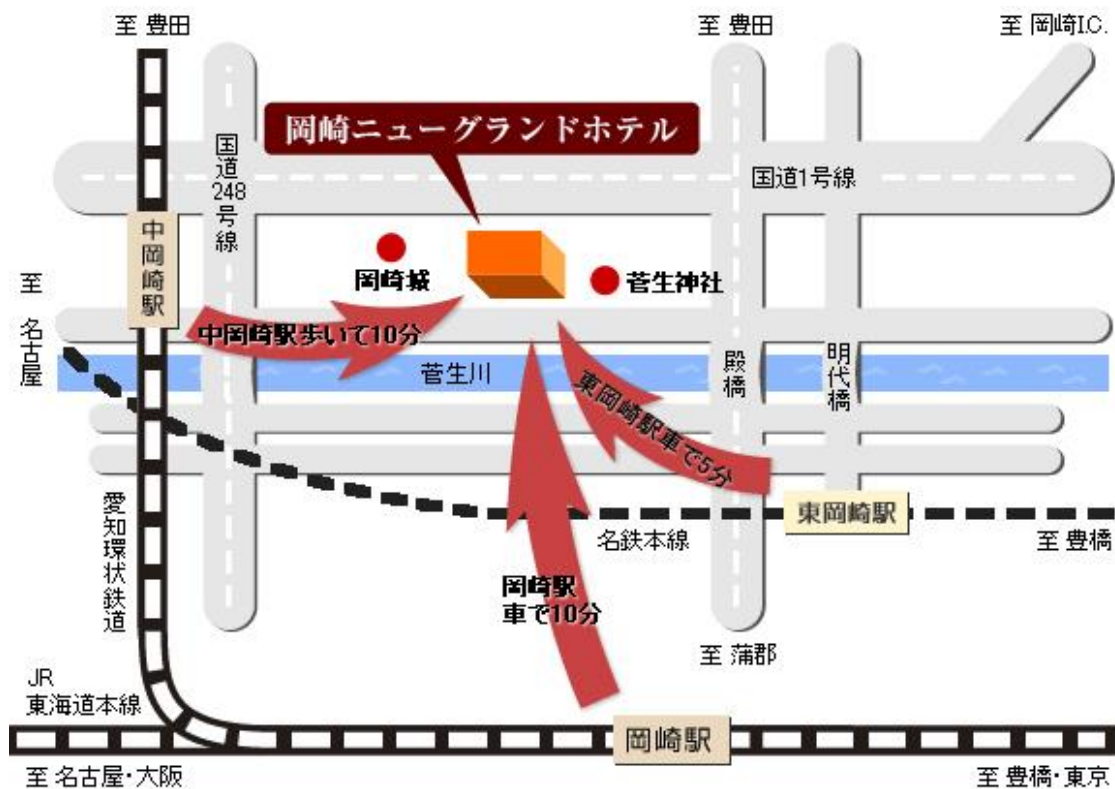 至 豊田
至 豊田
至 岡崎I.C.
岡崎ニューグランドホテル
国道248号線
国道1号線
中岡崎駅
岡崎城
菅生神社
至 名古屋
中岡崎駅歩いて10分
菅生川
殿橋
明代橋
東岡崎駅車で5分
愛知環状鉄道
東岡崎駅
名鉄本線
至 豊橋
岡崎駅
車で10分
至 蒲郡
JR
東海道本線
岡崎駅
至 名古屋・大阪
至 豊橋・東京